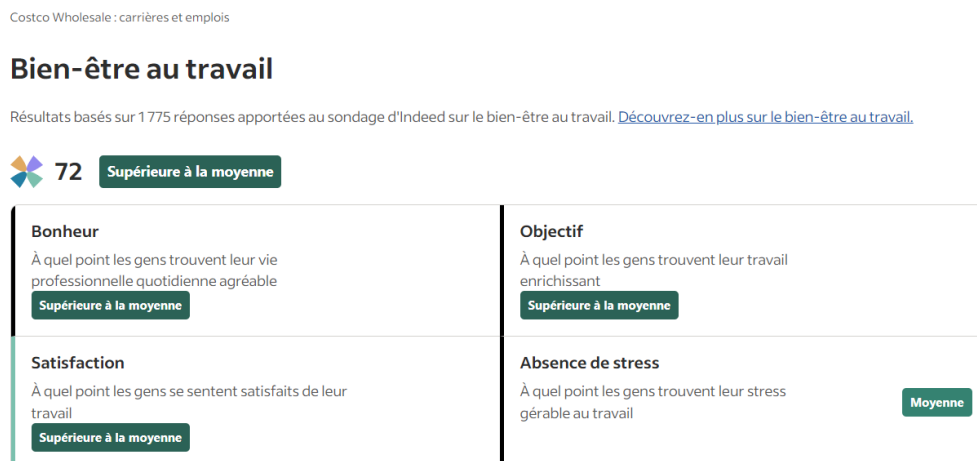 Costco Wholesale : carrières et emplois
Bien-être au travail
Résultats basés sur 1 775 réponses apportées au sondage d'Indeed sur le bien-être au travail. Découvrez-en plus sur le bien-être au travail.
72 Supérieure à la moyenne
Bonheur
À quel point les gens trouvent leur vie
professionnelle quotidienne agréable
Supérieure à la moyenne
Objectif
À quel point les gens trouvent leur travail
enrichissant
Supérieure à la moyenne
Satisfaction
À quel point les gens se sentent satisfaits de leur
travail
Supérieure à la moyenne
Absence de stress
À quel point les gens trouvent leur stress
gérable au travail
Moyenne